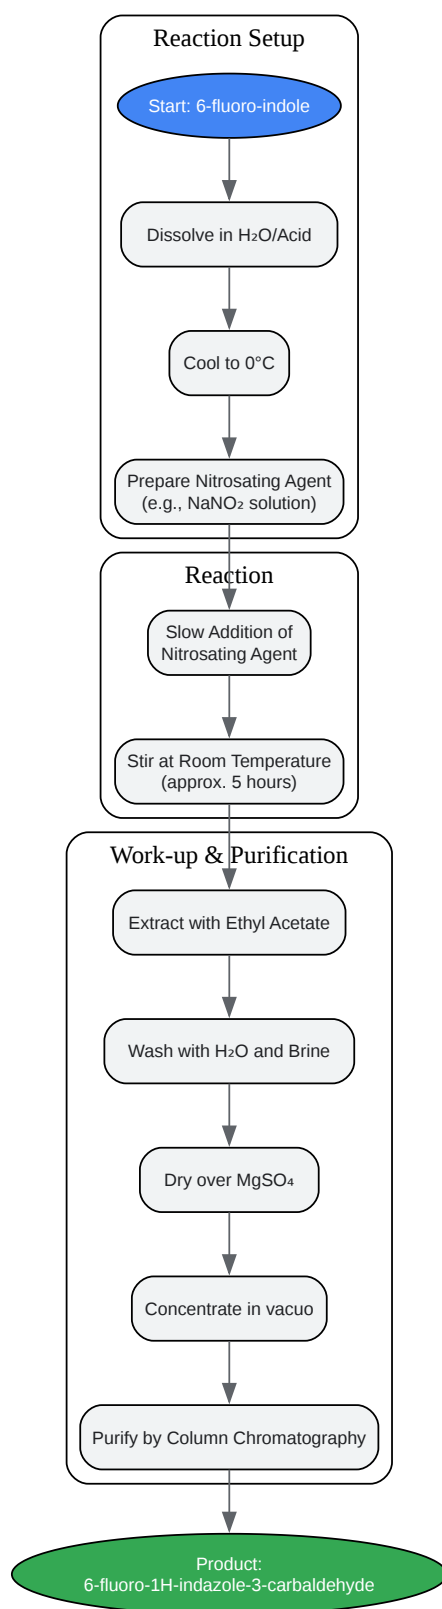 Reaction Setup
Start: 6-fluoro-indole
Dissolve in H₂O/Acid
Cool to 0°C
Prepare Nitrosating Agent
(e.g., NaNO₂ solution)
Reaction
Slow Addition of
Nitrosating Agent
Stir at Room Temperature
(approx. 5 hours)
Work-up & Purification
Extract with Ethyl Acetate
Wash with H₂O and Brine
Dry over MgSO₄
Concentrate in vacuo
Purify by Column Chromatography
Product:
6-fluoro-1H-indazole-3-carbaldehyde